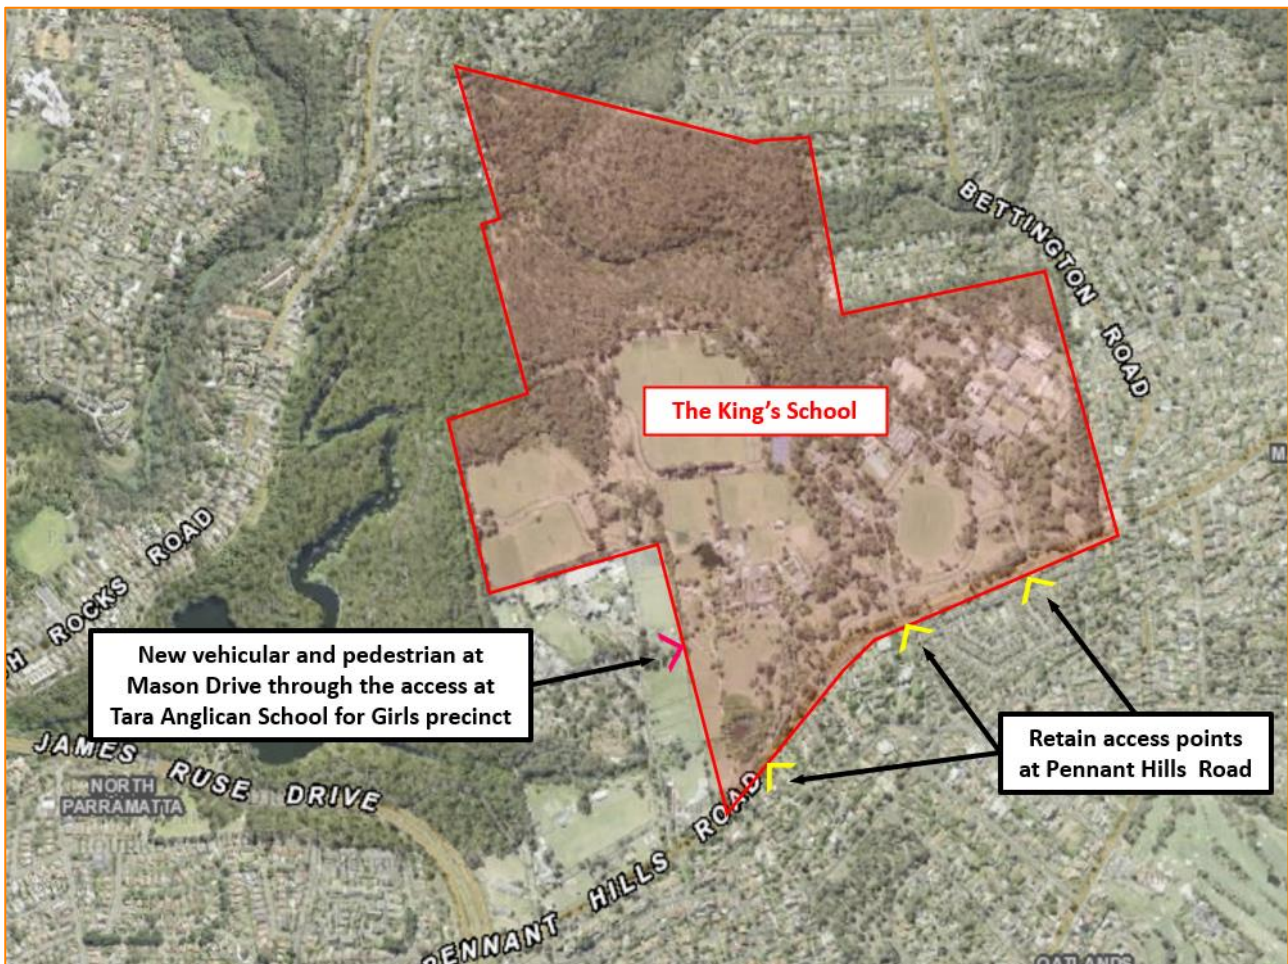 BETTINGTON ROAD
The King's School
ROCKS ROAD
New vehicular and pedestrian at
Mason Drive through the access at
Tara Anglican School for Girls precinct
Retain access points
at Pennant Hills Road
JAMES RUSE DRIVE
NORTH
PARRAMATTA
PENNANT HILLS ROAD
OATLANDS